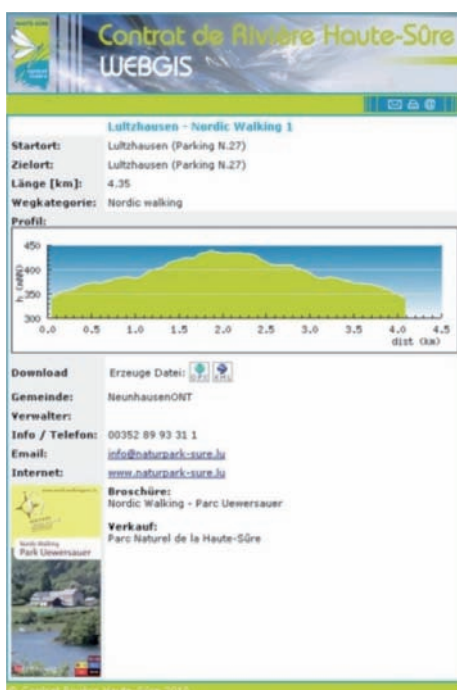 HAUTE-SÛRE
Contrat de Rivière Haute-Sûre
WEBGIS
Lultzhausen - Nordic Walking 1
Startort: Lultzhausen (Parking N.27)
Zielort: Lultzhausen (Parking N.27)
Länge [km]: 4.35
Wegkategorie: Nordic walking
Profil:
h (mNN)
450
400
350
300
0.0 0.5 1.0 1.5 2.0 2.5 3.0 3.5 4.0 4.5
dist (km)
Download Erzeuge Datei:
Gemeinde: NeunhausenONT
Verwalter:
Info / Telefon: 00352 89 93 31 1
Email: info@naturpark-sure.lu
Internet: www.naturpark-sure.lu
Broschüre:
Nordic Walking - Parc Uewersauer
Verkauf:
Parc Naturel de la Haute-Sûre
Nordic Walking
Park Uewersauer